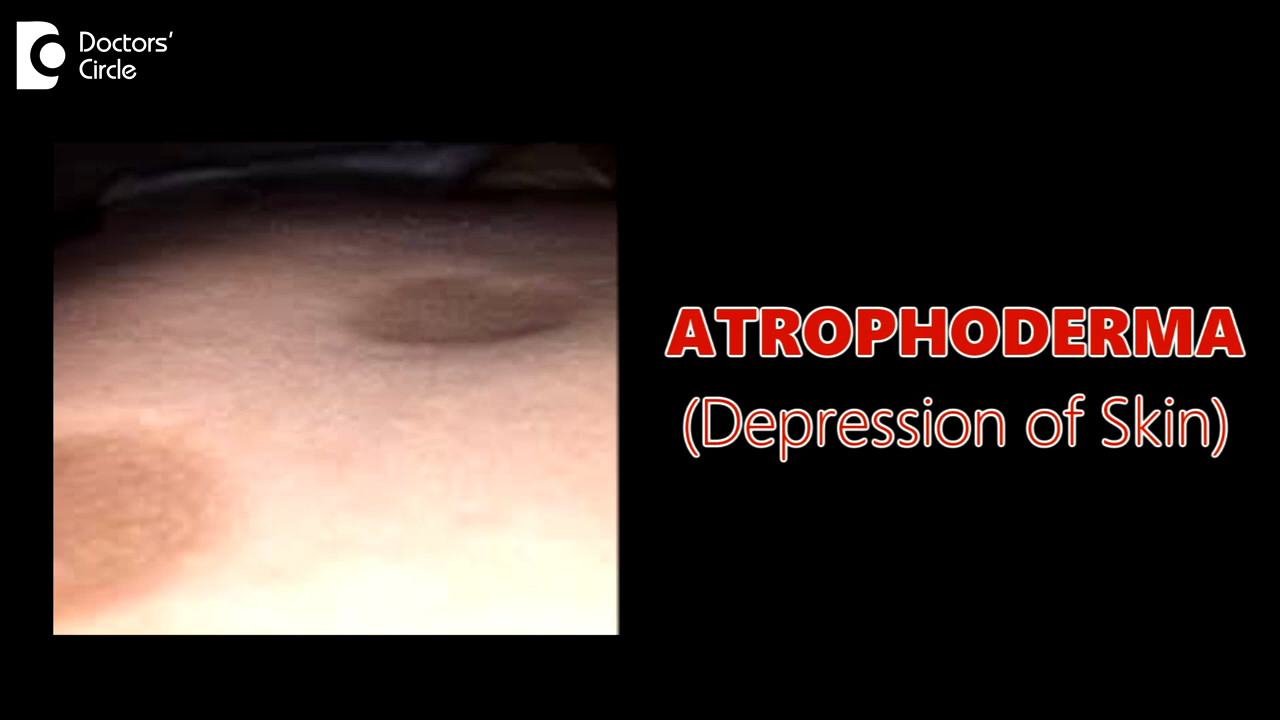 Doctors'
Circle
ATROPHODERMA
(Depression of Skin)